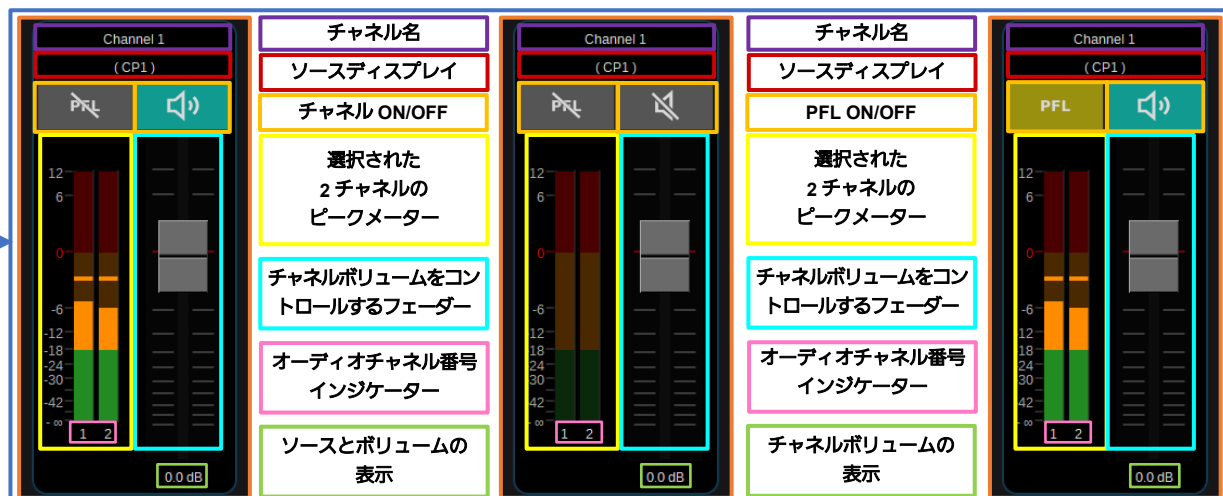 Channel 1
( CP1 )
PFL
12
6
0
-6
-12
-18
-24
-30
-42
- ∞
1 2
0.0 dB
チャネル名
ソースディスプレイ
チャネル ON/OFF
選択された
2 チャネルの
ピークメーター
チャネルボリュームをコン
トロールするフェーダー
オーディオチャネル番号
インジケーター
ソースとボリュームの
表示
Channel 1
( CP1 )
PFL
12
6
0
-6
12
18
24
30
42
- ∞
1 2
0.0 dB
チャネル名
ソースディスプレイ
PFL ON/OFF
選択された
2 チャネルの
ピークメーター
チャネルボリュームをコン
トロールするフェーダー
オーディオチャネル番号
インジケーター
チャネルボリュームの
表示
Channel 1
( CP1 )
PFL
12
6
0
-6
12
18
24
30
42
- ∞
1 2
0.0 dB